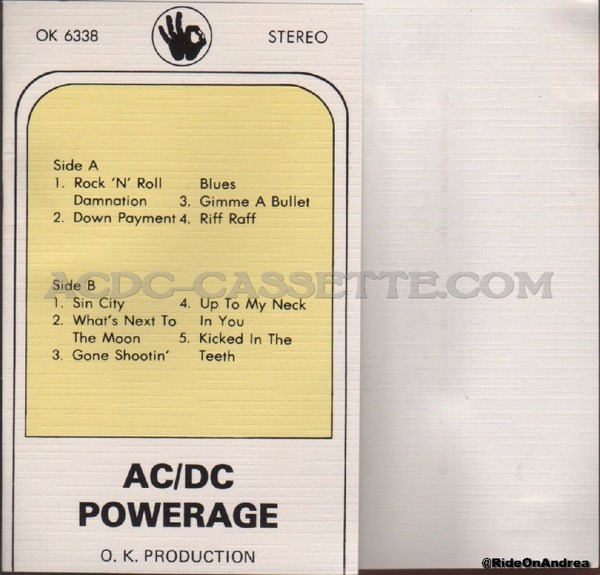 OK 6338
STEREO
Side A
1. Rock 'N' Roll
Damnation
2. Down Payment
Blues
3. Gimme A Bullet
4. Riff Raff
ACDC-CASSETTE.COM
Side B
1. Sin City
2. What's Next To
The Moon
3. Gone Shootin'
4. Up To My Neck
In You
5. Kicked In The
Teeth
AC/DC
POWERAGE
O. K. PRODUCTION
@RideOnAndrea